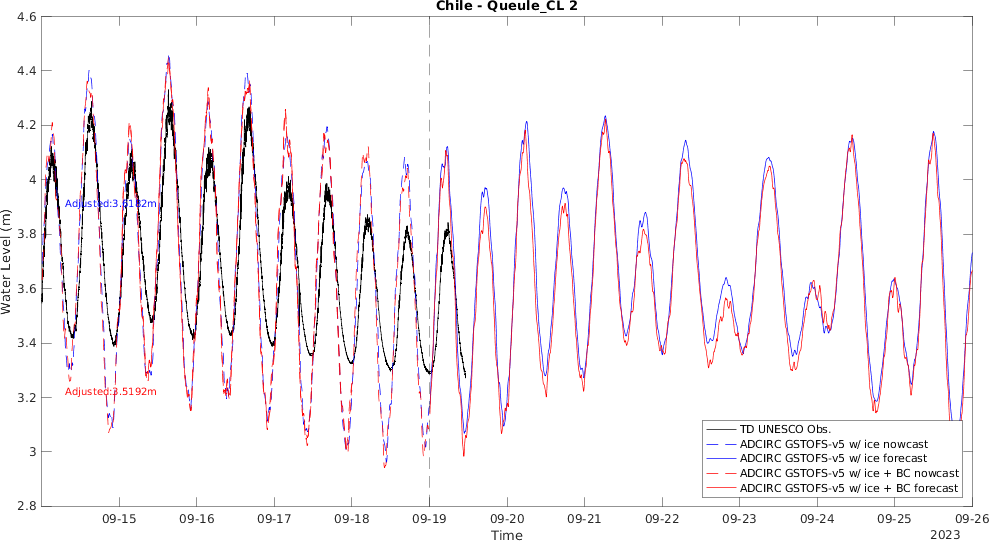 Chile - Queule_CL 2
Water Level (m)
4.6
4.4
4.2
4
3.8
3.6
3.4
3.2
3
2.8
Adjusted:3.5192m
TD UNESCO Obs.
ADCIRC GSTOFS-v5 w/ ice nowcast
ADCIRC GSTOFS-v5 w/ ice forecast
ADCIRC GSTOFS-v5 w/ ice + BC nowcast
ADCIRC GSTOFS-v5 w/ ice + BC forecast
09-15 09-16 09-17 09-18 09-19 09-20 09-21 09-22 09-23 09-24 09-25 09-26
2023
Time